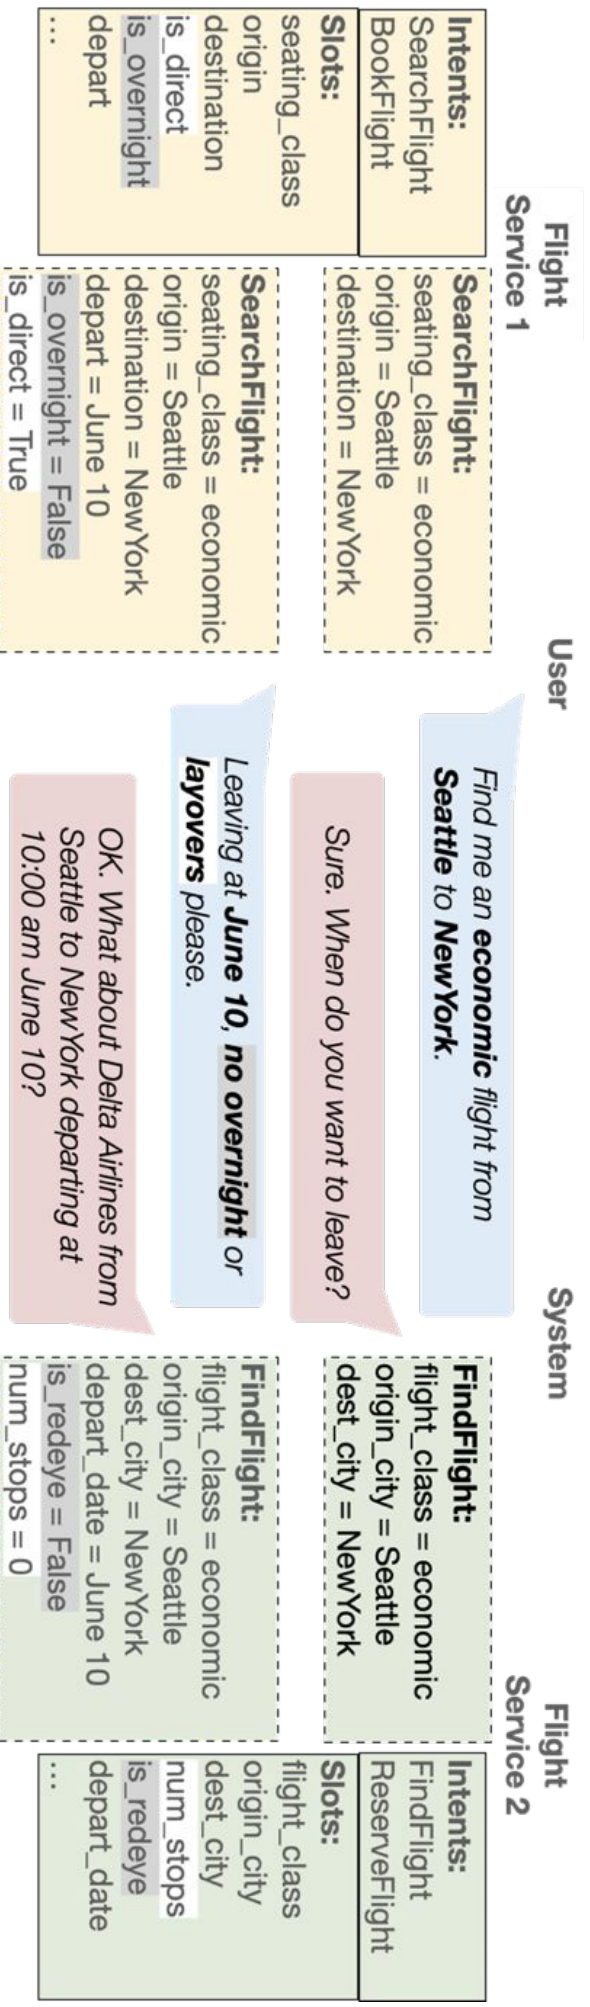 Flight
Service 1
User
System
Flight
Service 2
Intents:
SearchFlight
BookFlight
Slots:
seating_class
origin
destination
is_direct
is_overnight
depart
...
SearchFlight:
seating_class = economic
origin = Seattle
destination = NewYork
SearchFlight:
seating_class = economic
origin = Seattle
destination = NewYork
depart = June 10
is_overnight = False
is_direct = True
Find me an economic flight from
Seattle to NewYork.
Sure. When do you want to leave?
Leaving at June 10, no overnight or
layovers please.
OK. What about Delta Airlines from
Seattle to NewYork departing at
10:00 am June 10?
FindFlight:
flight_class = economic
origin_city = Seattle
dest_city = NewYork
FindFlight:
flight_class = economic
origin_city = Seattle
dest_city = NewYork
depart_date = June 10
is_redeye = False
num_stops = 0
Intents:
FindFlight
ReserveFlight
Slots:
flight_class
origin_city
dest_city
num_stops
is_redeye
depart_date
...